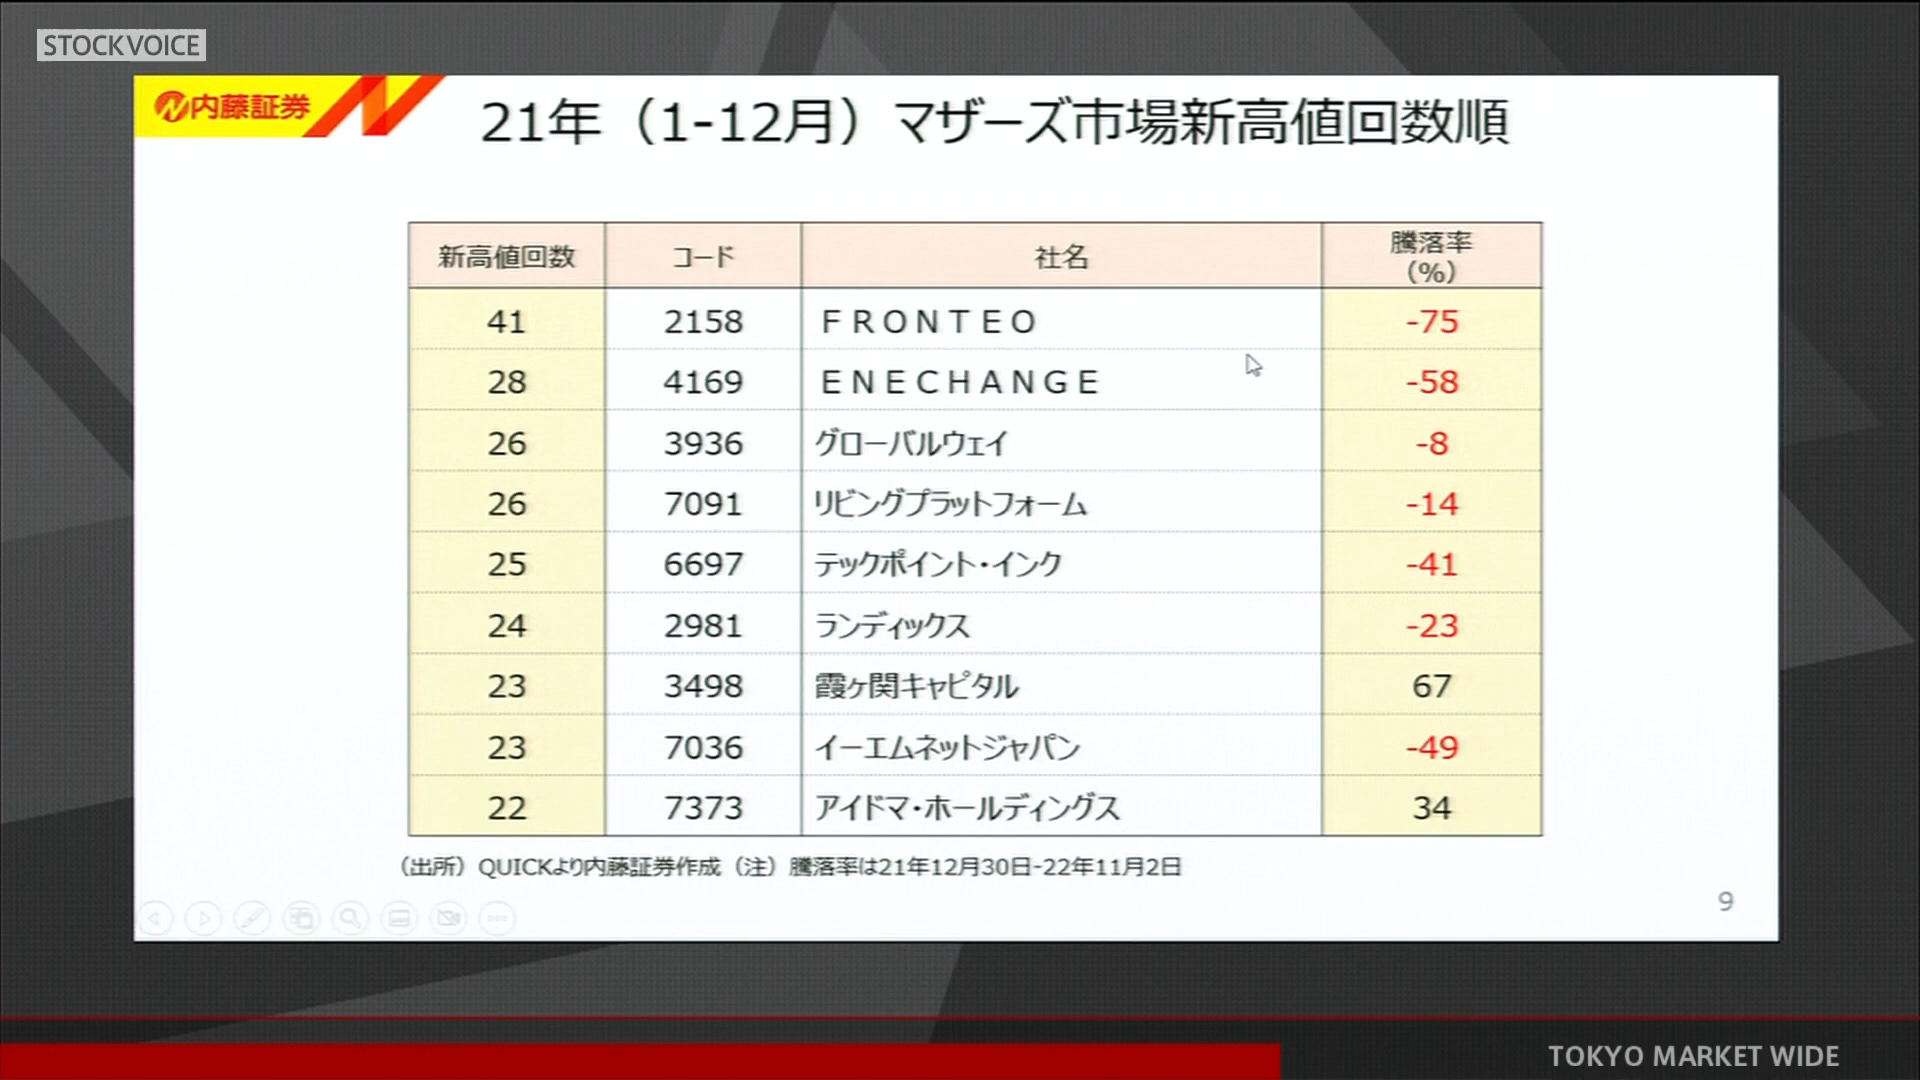 STOCKVOICE
内藤証券
21年（1-12月）マザーズ市場新高値回数順
新高値回数 コード 社名 騰落率（%）
41 2158 ＦＲＯＮＴＥＯ -75
28 4169 ＥＮＥＣＨＡＮＧＥ -58
26 3936 グローバルウェイ -8
26 7091 リビングプラットフォーム -14
25 6697 テックポイント・インク -41
24 2981 ランディックス -23
23 3498 霞ヶ関キャピタル 67
23 7036 イーエムネットジャパン -49
22 7373 アイドマ・ホールディングス 34
（出所）QUICKより内藤証券作成（注）騰落率は21年12月30日-22年11月2日
9
TOKYO MARKET WIDE